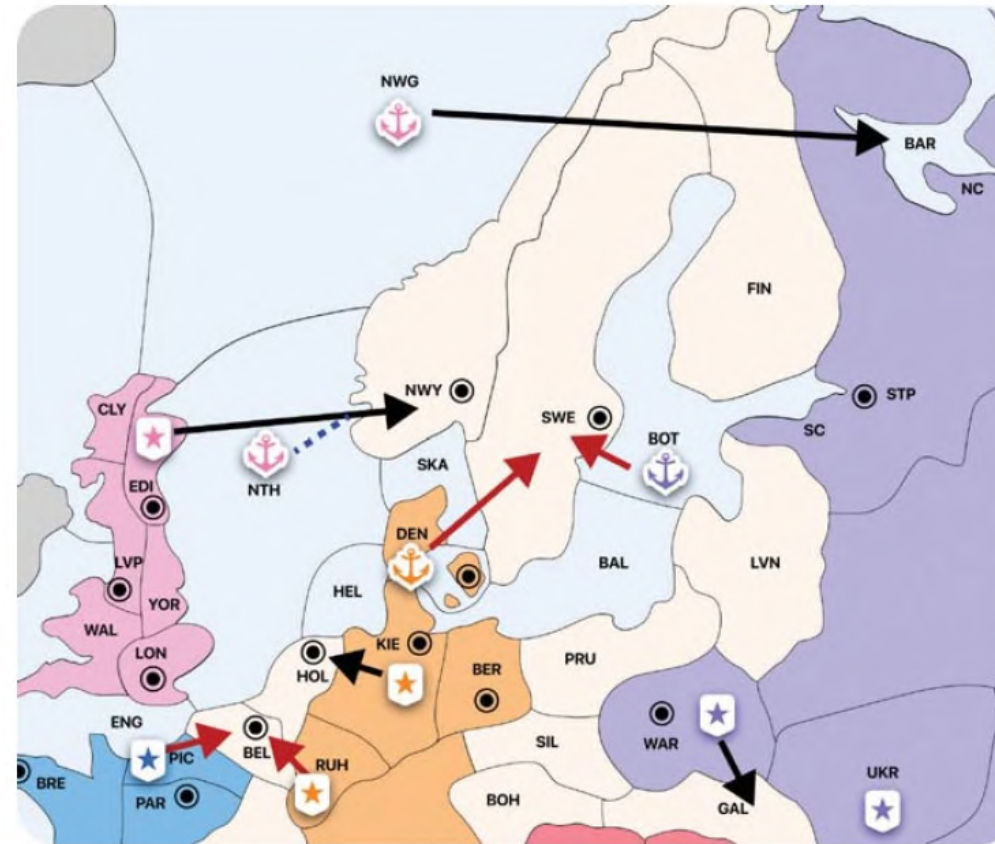 NWG
BAR
NC
FIN
NWY
STP
CLY
SWE
SC
BOT
SKA
NTH
EDI
DEN
LVP
BAL
LVN
HEL
YOR
WAL
KIE
LON
HOL
BER
PRU
ENG
BEL
SIL
WAR
PIC
RUH
UKR
BRE
PAR
BOH
GAL